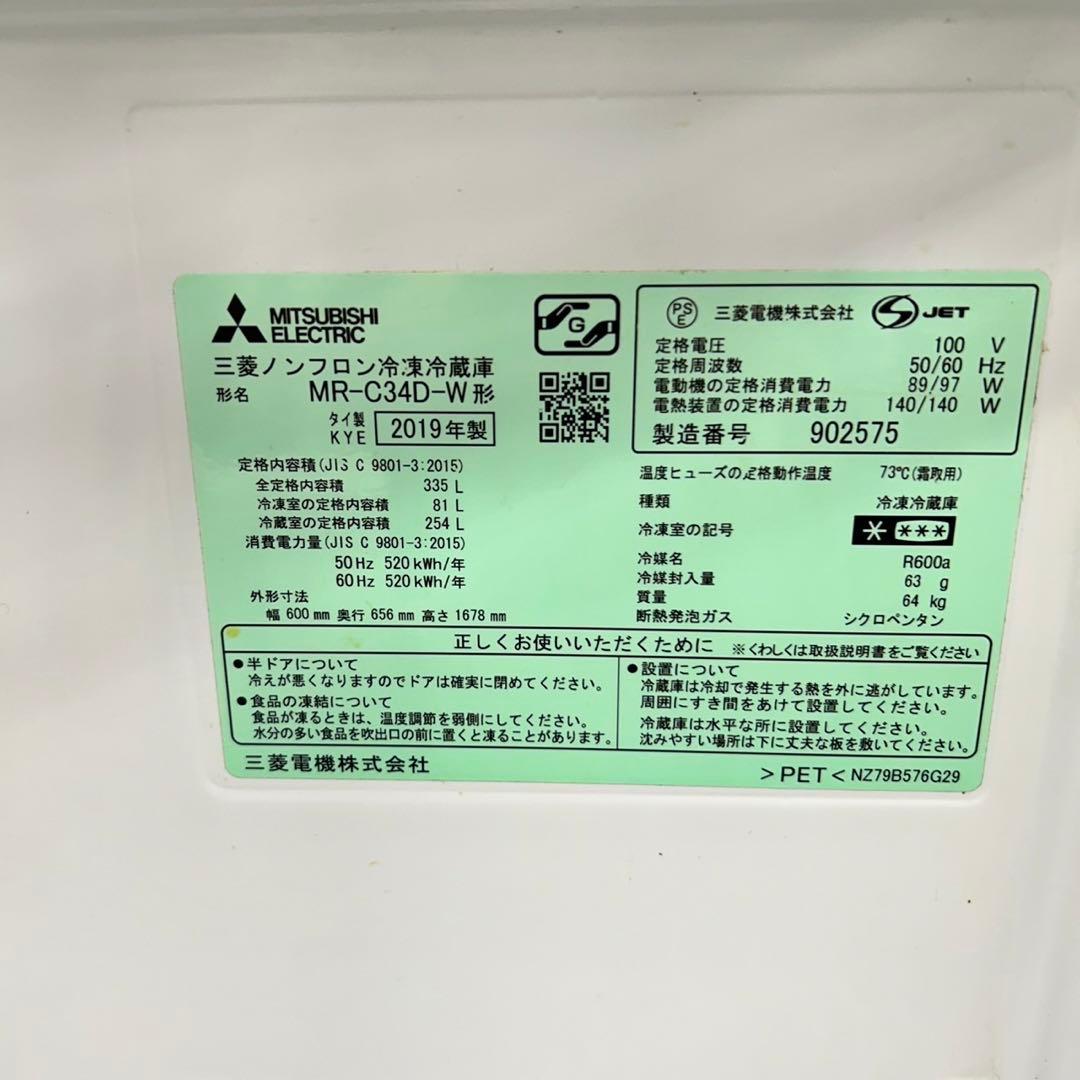 MITSUBISHI
ELECTRIC
G
三菱ノンフロン冷凍冷蔵庫
形名 MR-C34D-W形
タイ製
KYE 2019年製
定格内容積(JIS C 9801-3:2015)
全定格内容積 335 L
冷凍室の定格内容積 81 L
冷蔵室の定格内容積 254 L
消費電力量(JIS C 9801-3:2015)
50Hz 520 kWh/年
60Hz 520 kWh/年
外形寸法
幅 600 mm 奥行 656 mm 高さ 1678 mm
PSE 三菱電機株式会社 S JET
定格電圧 100 V
定格周波数 50/60 Hz
電動機の定格消費電力 89/97 W
電熱装置の定格消費電力 140/140 W
製造番号 902575
温度ヒューズの定格動作温度 73℃(霜取用)
種類 冷凍冷蔵庫
冷凍室の記号 * ***
冷媒名 R600a
冷媒封入量 63 g
質量 64 kg
断熱発泡ガス シクロペンタン
正しくお使いいただくために ※くわしくは取扱説明書をご覧ください
●半ドアについて
冷えが悪くなりますのでドアは確実に閉めてください。
●食品の凍結について
食品が凍るときは、温度調節を弱側にしてください。
水分の多い食品を吹出口の前に置くと凍ることがあります。
●設置について
冷蔵庫は冷却で発生する熱を外に逃がしています。
周囲にすき間をあけて設置してください。
冷蔵庫は水平な所に設置してください。
沈みやすい場所は下に丈夫な板を敷いてください。
三菱電機株式会社
>PET< NZ79B576G29